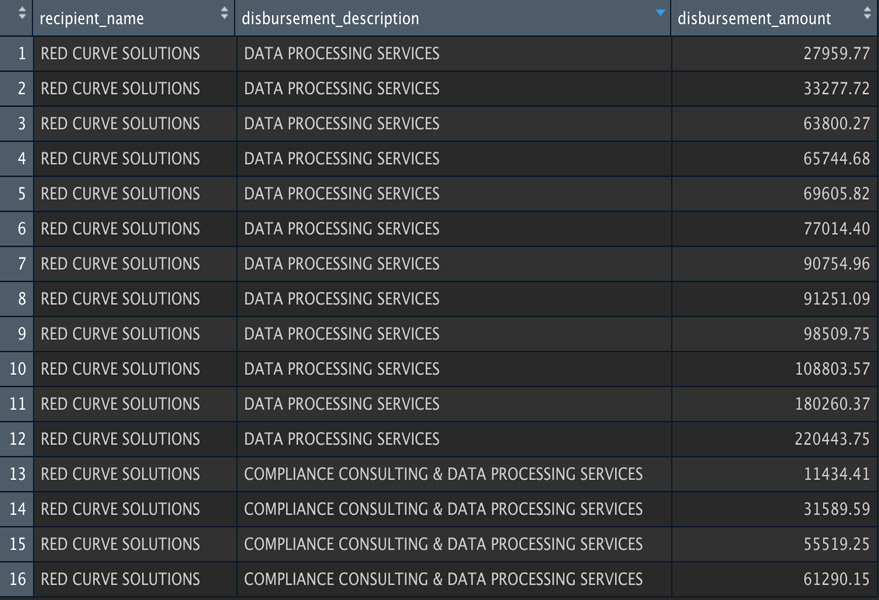 recipient_name disbursement_description disbursement_amount
1 RED CURVE SOLUTIONS DATA PROCESSING SERVICES 27959.77
2 RED CURVE SOLUTIONS DATA PROCESSING SERVICES 33277.72
3 RED CURVE SOLUTIONS DATA PROCESSING SERVICES 63800.27
4 RED CURVE SOLUTIONS DATA PROCESSING SERVICES 65744.68
5 RED CURVE SOLUTIONS DATA PROCESSING SERVICES 69605.82
6 RED CURVE SOLUTIONS DATA PROCESSING SERVICES 77014.40
7 RED CURVE SOLUTIONS DATA PROCESSING SERVICES 90754.96
8 RED CURVE SOLUTIONS DATA PROCESSING SERVICES 91251.09
9 RED CURVE SOLUTIONS DATA PROCESSING SERVICES 98509.75
10 RED CURVE SOLUTIONS DATA PROCESSING SERVICES 108803.57
11 RED CURVE SOLUTIONS DATA PROCESSING SERVICES 180260.37
12 RED CURVE SOLUTIONS DATA PROCESSING SERVICES 220443.75
13 RED CURVE SOLUTIONS COMPLIANCE CONSULTING & DATA PROCESSING SERVICES 11434.41
14 RED CURVE SOLUTIONS COMPLIANCE CONSULTING & DATA PROCESSING SERVICES 31589.59
15 RED CURVE SOLUTIONS COMPLIANCE CONSULTING & DATA PROCESSING SERVICES 55519.25
16 RED CURVE SOLUTIONS COMPLIANCE CONSULTING & DATA PROCESSING SERVICES 61290.15